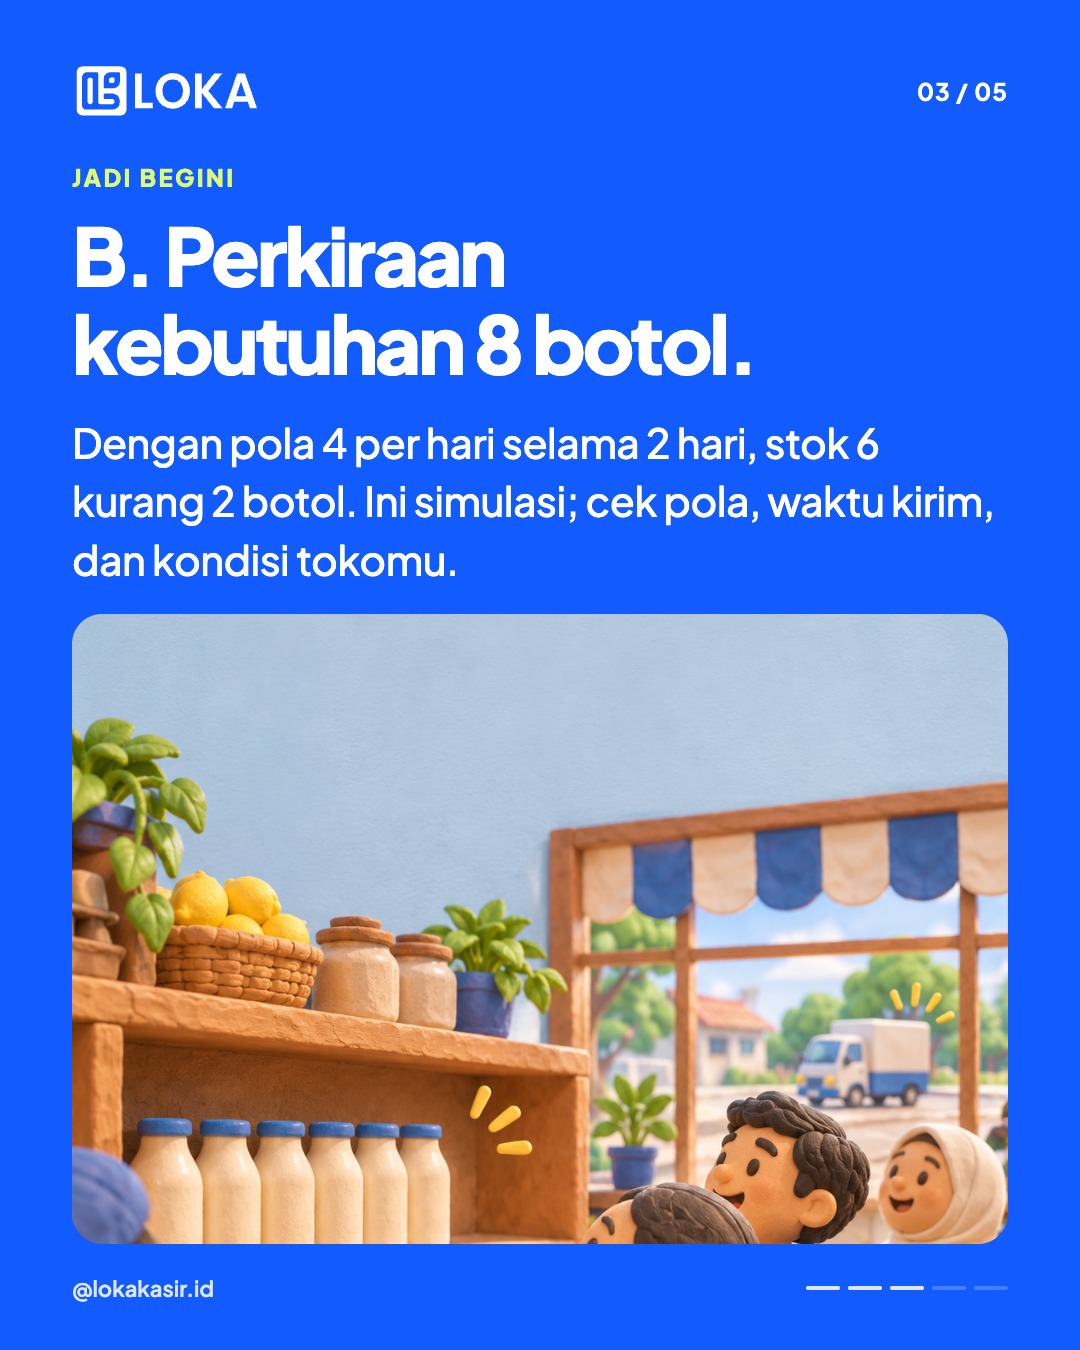 LOKA
03 / 05
JADI BEGINI
B. Perkiraan
kebutuhan 8 botol.
Dengan pola 4 per hari selama 2 hari, stok 6
kurang 2 botol. Ini simulasi; cek pola, waktu kirim,
dan kondisi tokomu.
@lokakasir.id